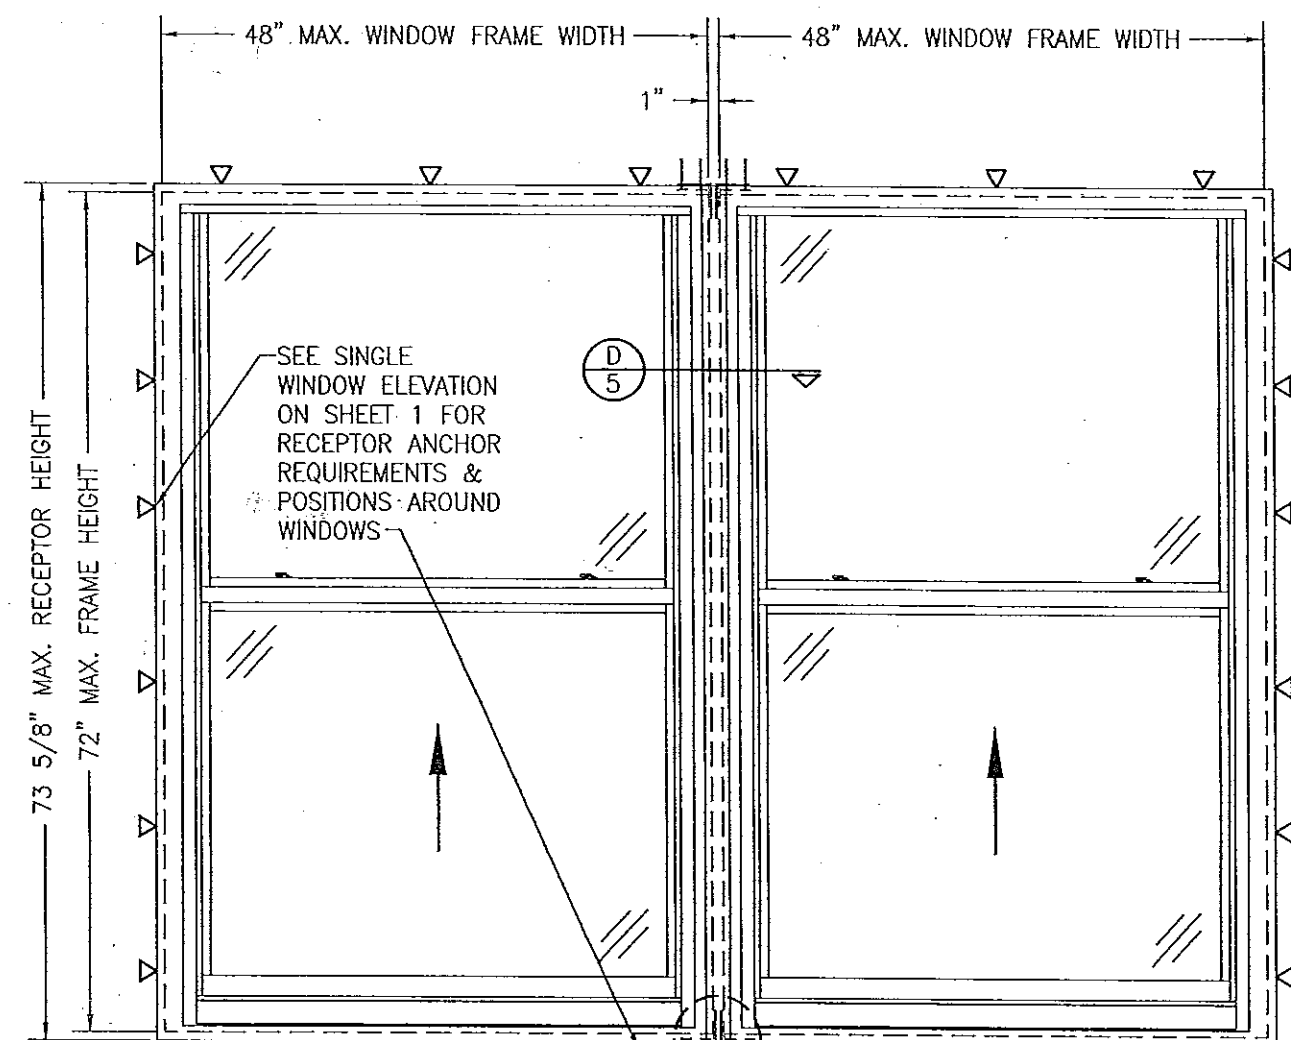 48" MAX. WINDOW FRAME WIDTH
48" MAX. WINDOW FRAME WIDTH
1"
SEE SINGLE
WINDOW ELEVATION
ON SHEET 1 FOR
RECEPTOR ANCHOR
REQUIREMENTS &
POSITIONS AROUND
WINDOWS
D
5
73 5/8" MAX. RECEPTOR HEIGHT
72" MAX. FRAME HEIGHT